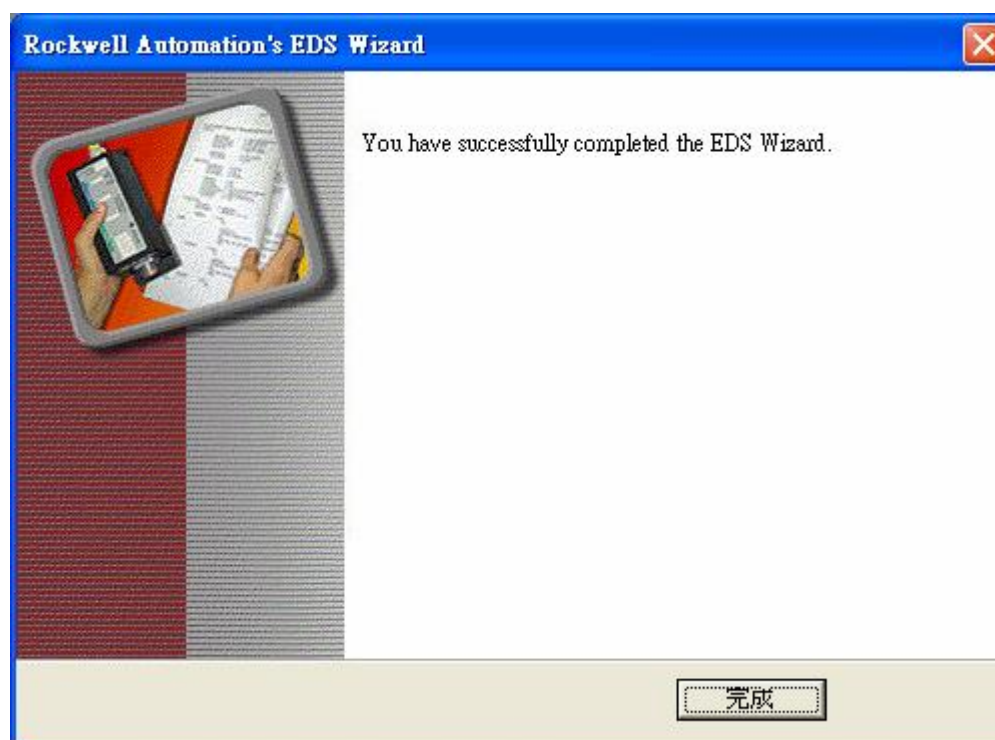 Rockwell Automation's EDS Wizard
You have successfully completed the EDS Wizard.
完成